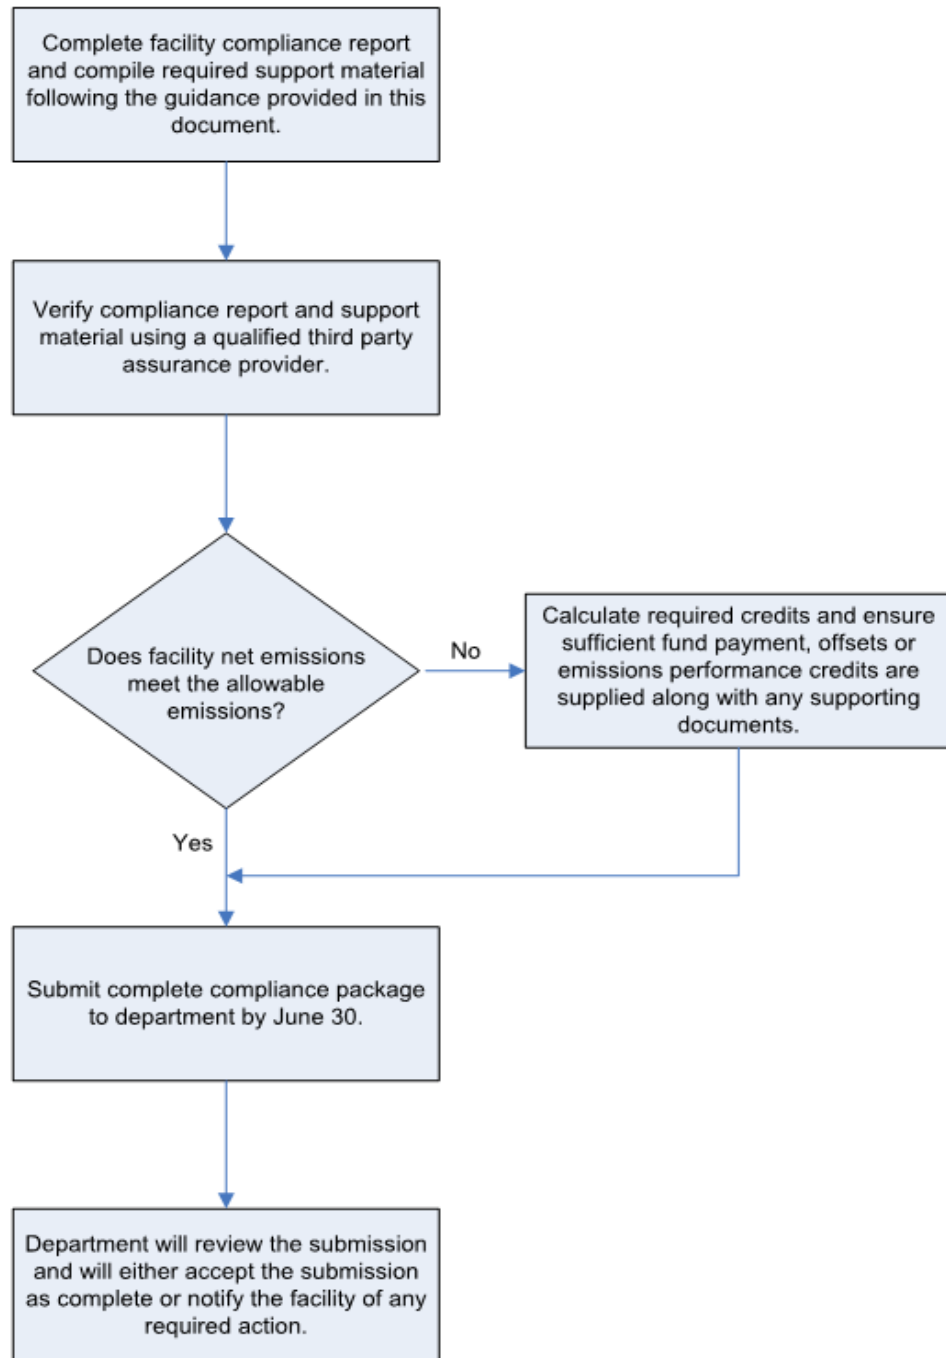 Complete facility compliance report
and compile required support material
following the guidance provided in this
document.
Verify compliance report and support
material using a qualified third party
assurance provider.
Does facility net emissions
meet the allowable
emissions?
No
Calculate required credits and ensure
sufficient fund payment, offsets or
emissions performance credits are
supplied along with any supporting
documents.
Yes
Submit complete compliance package
to department by June 30.
Department will review the submission
and will either accept the submission
as complete or notify the facility of any
required action.